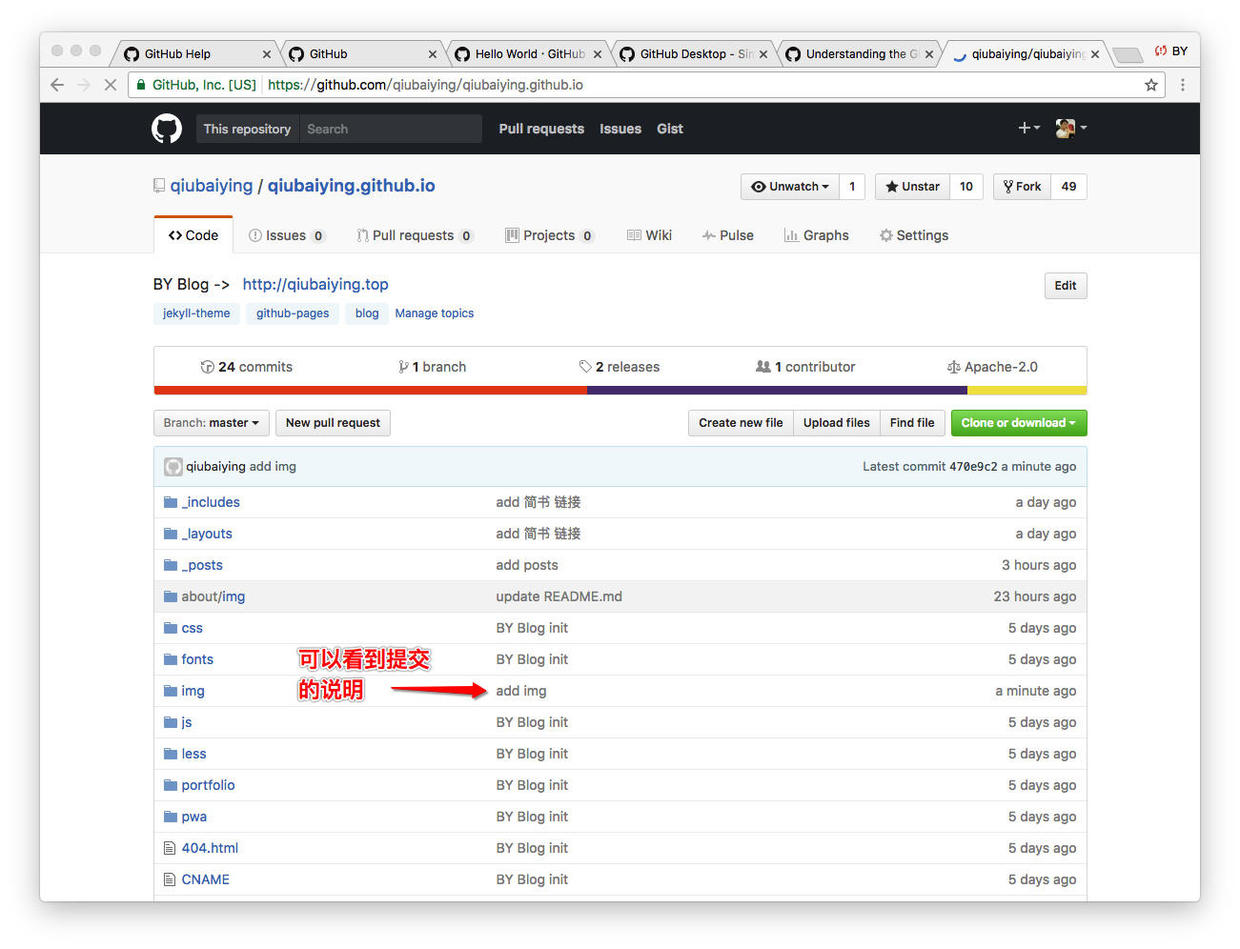 GitHub Help
GitHub
Hello World · GitHub
GitHub Desktop - Sim
Understanding the Gi
qiubaiying/qiubaiying
BY
GitHub, Inc. [US] https://github.com/qiubaiying/qiubaiying.github.io
This repository Search Pull requests Issues Gist
qiubaiying / qiubaiying.github.io Unwatch 1 Unstar 10 Fork 49
Code Issues 0 Pull requests 0 Projects 0 Wiki Pulse Graphs Settings
BY Blog -> http://qiubaiying.top Edit
jekyll-theme github-pages blog Manage topics
24 commits 1 branch 2 releases 1 contributor Apache-2.0
Branch: master New pull request Create new file Upload files Find file Clone or download
qiubaiying add img Latest commit 470e9c2 a minute ago
_includes add 简书 链接 a day ago
_layouts add 简书 链接 a day ago
_posts add posts 3 hours ago
about/img update README.md 23 hours ago
css BY Blog init 5 days ago
fonts BY Blog init 5 days ago
可以看到提交
的说明
img add img a minute ago
js BY Blog init 5 days ago
less BY Blog init 5 days ago
portfolio BY Blog init 5 days ago
pwa BY Blog init 5 days ago
404.html BY Blog init 5 days ago
CNAME BY Blog init 5 days ago